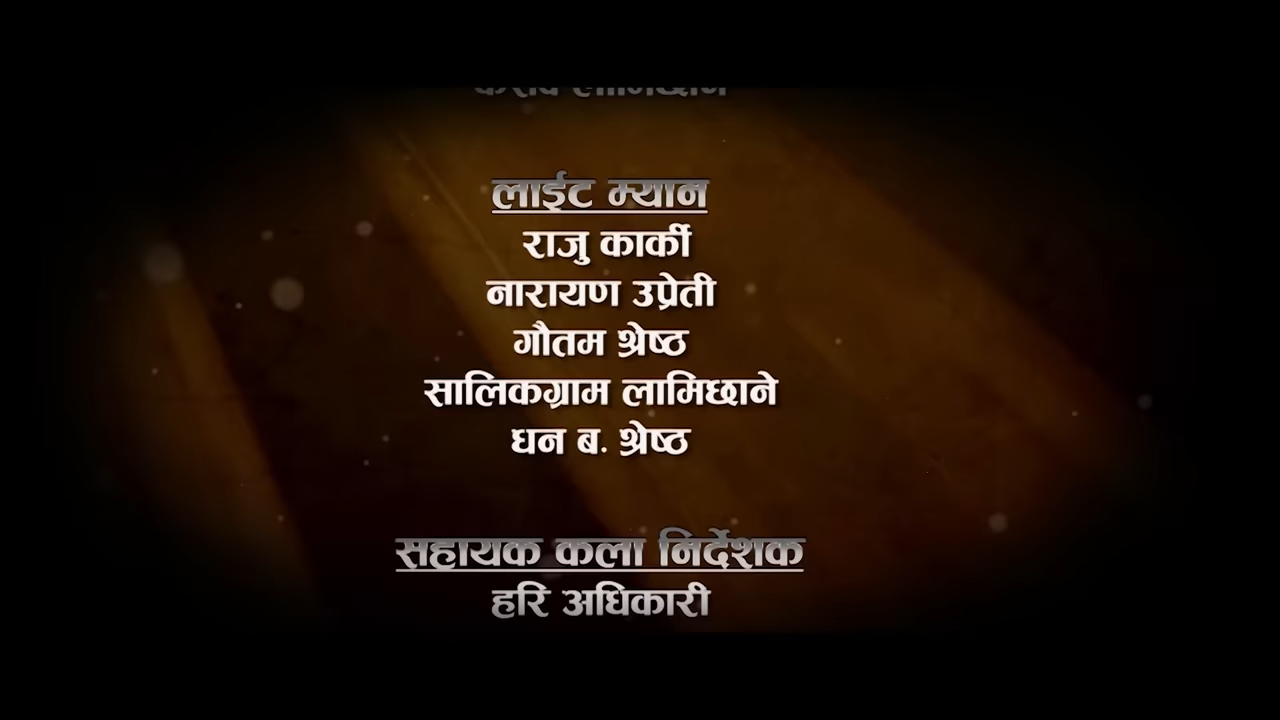 लाईट म्यान
राजु कार्की
नारायण उप्रेती
गौतम श्रेष्ठ
सालिकग्राम लामिछाने
धन ब. श्रेष्ठ
सहायक कला निर्देशक
हरि अधिकारी